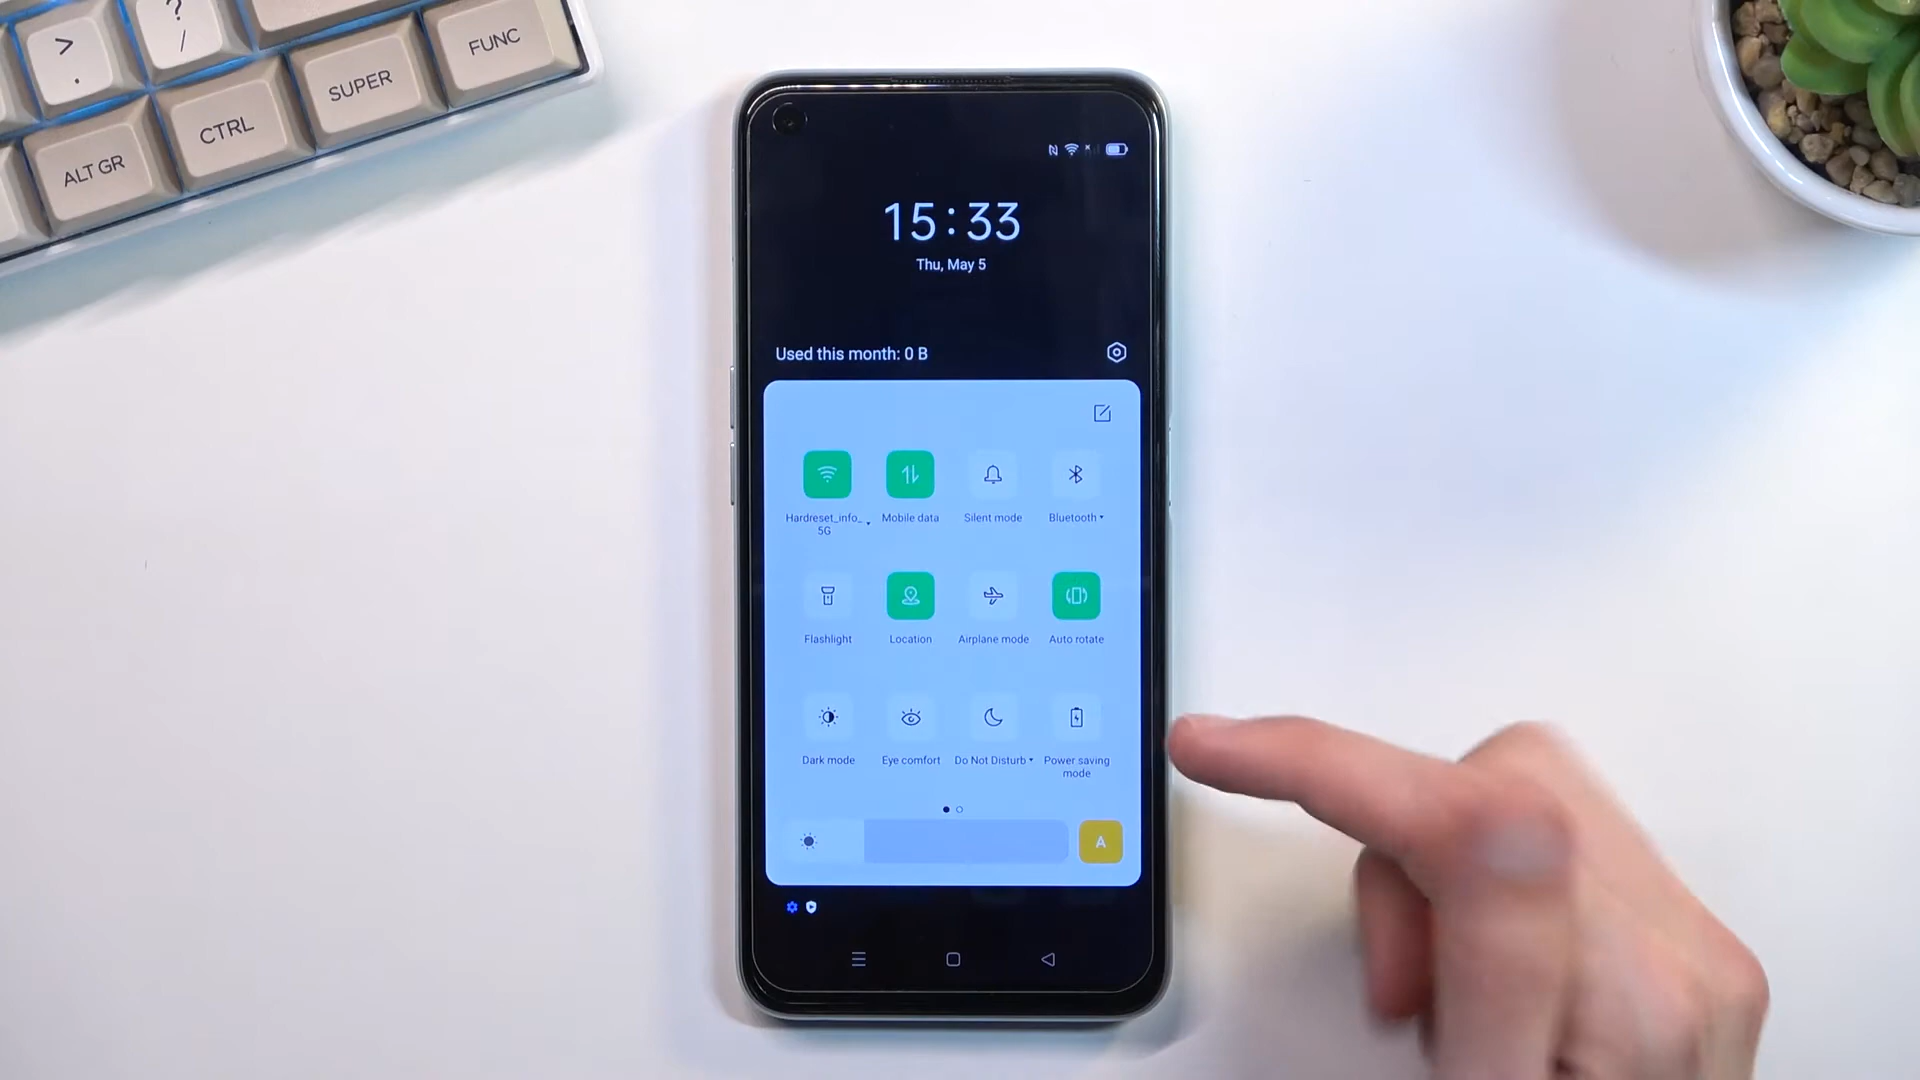 >
.
?
/
FUNC
SUPER
CTRL
ALT GR
15:33
Thu, May 5
Used this month: 0 B
Hardreset_info_
5G
Mobile data
Silent mode
Bluetooth
Flashlight
Location
Airplane mode
Auto rotate
Dark mode
Eye comfort
Do Not Disturb
Power saving
mode
A